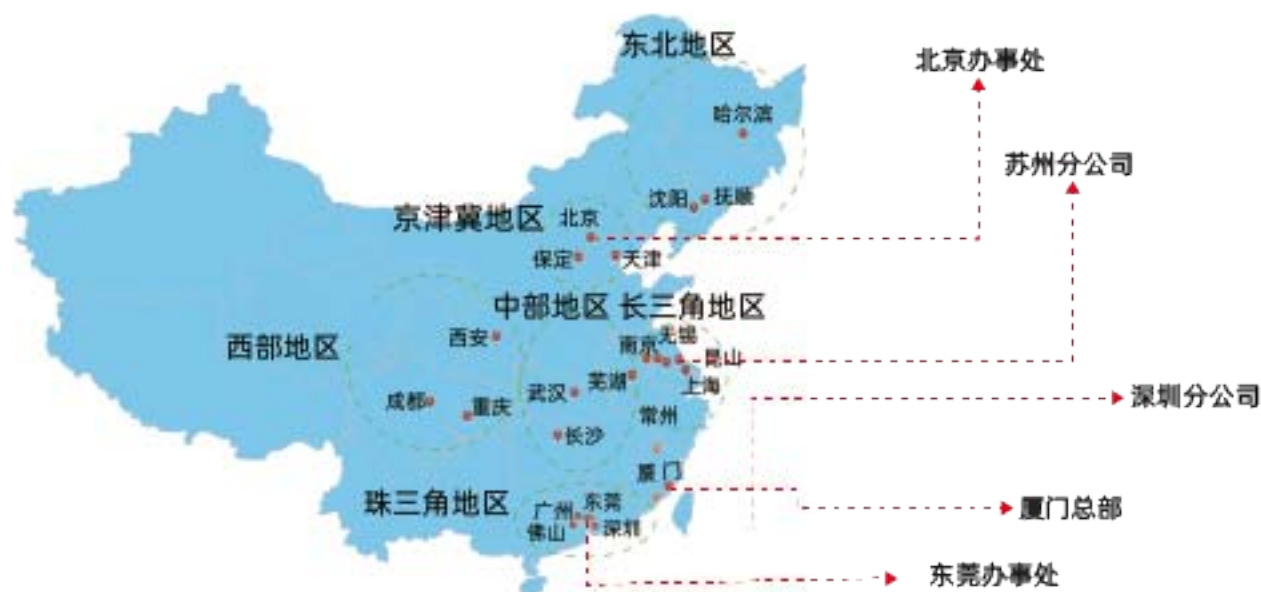 东北地区
北京办事处
哈尔滨
苏州分公司
沈阳
抚顺
京津冀地区
北京
保定
天津
中部地区
长三角地区
西部地区
西安
南京
无锡
昆山
芜湖
上海
成都
重庆
武汉
常州
深圳分公司
长沙
厦门
珠三角地区
广州
东莞
厦门总部
佛山
深圳
东莞办事处